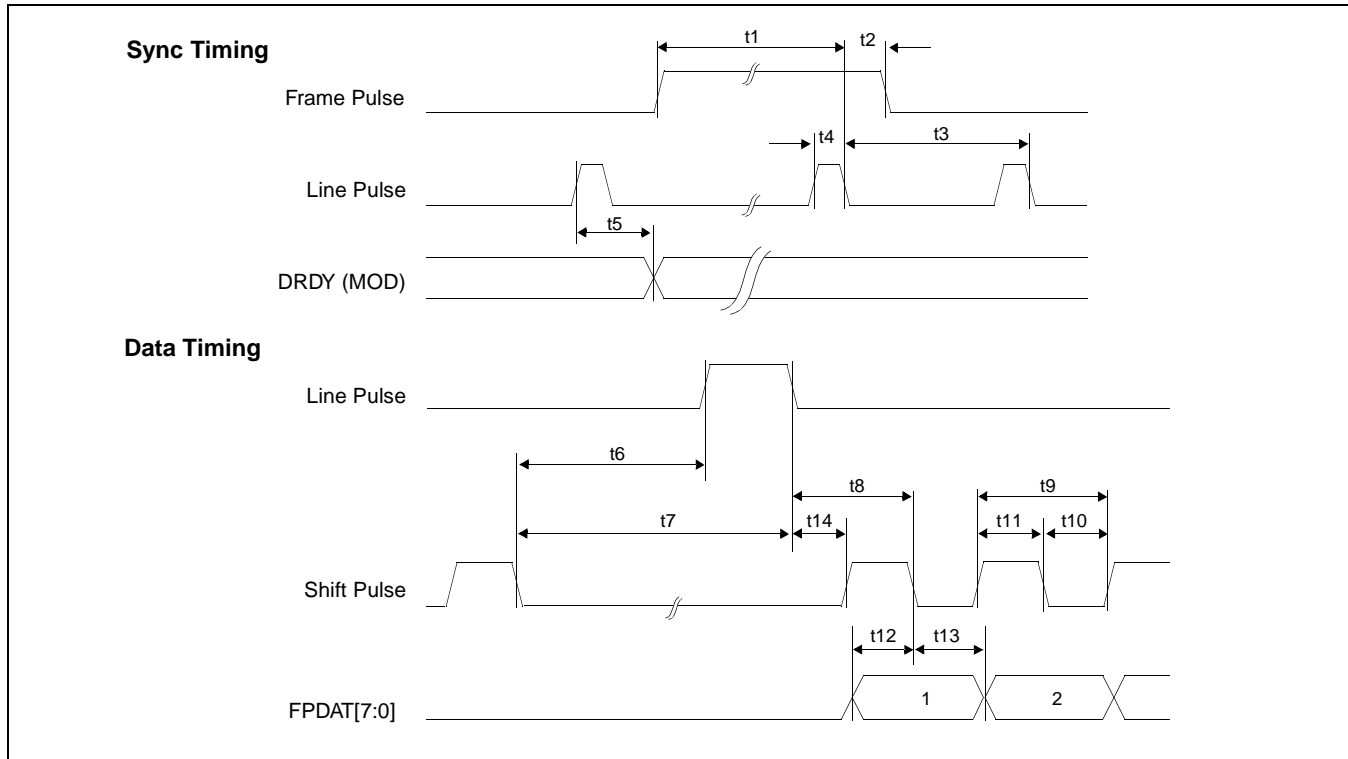 Sync Timing
t1
t2
Frame Pulse
t4
t3
Line Pulse
t5
DRDY (MOD)
Data Timing
Line Pulse
t6
t8
t9
t7
t14
t11
t10
Shift Pulse
t12
t13
FPDAT[7:0]
1
2